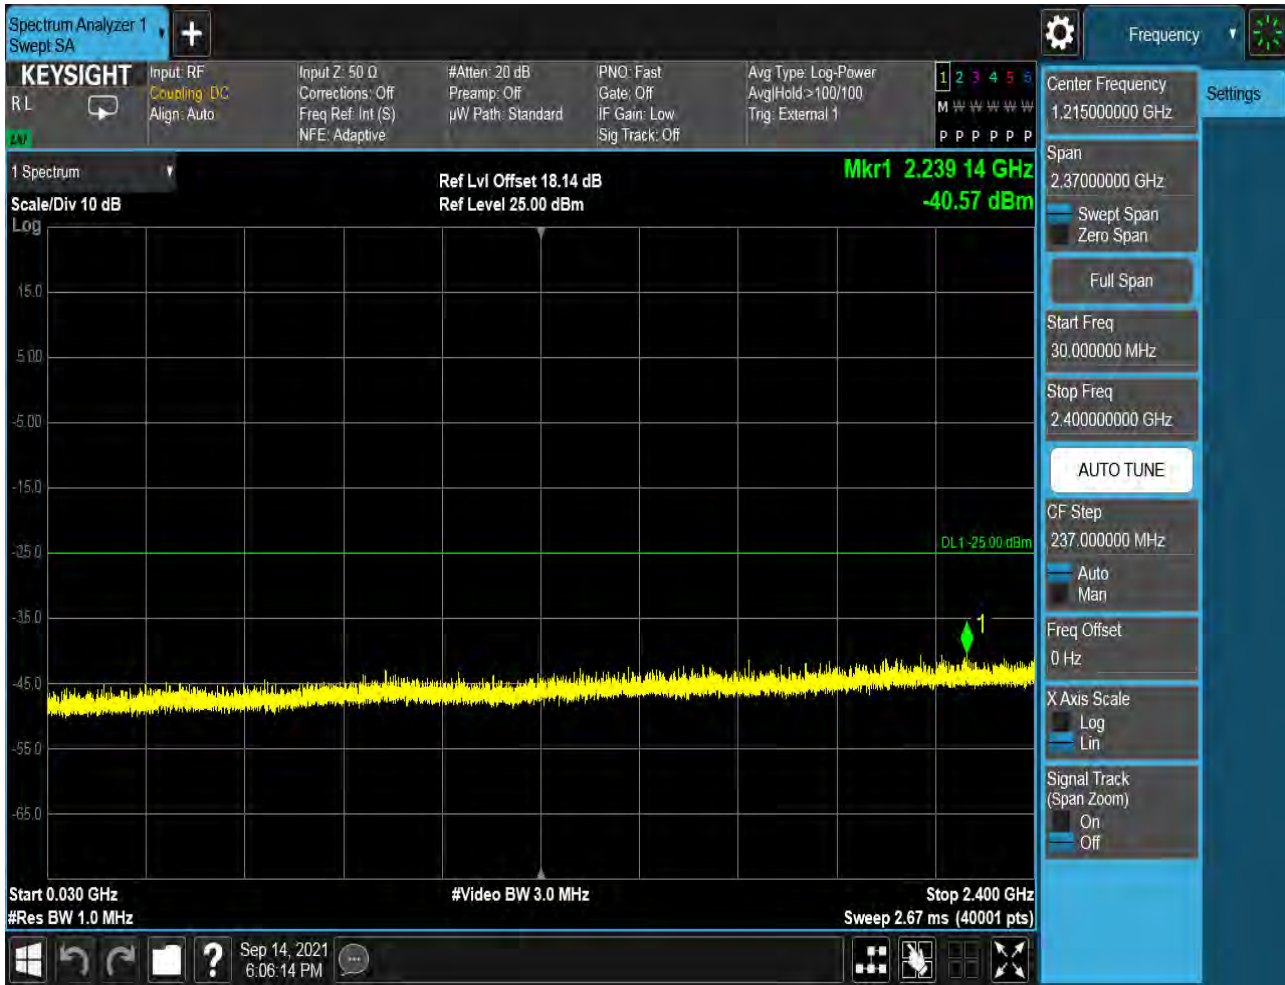 Spectrum Analyzer 1
Swept SA
Frequency
KEYSIGHT
R L
Input: RF
Coupling: DC
Align: Auto
Input Z: 50 Ω
Corrections: Off
Freq Ref: Int (S)
NFE: Adaptive
#Atten: 20 dB
Preamp: Off
µW Path: Standard
PNO: Fast
Gate: Off
IF Gain: Low
Sig Track: Off
Avg Type: Log-Power
Avg|Hold:>100/100
Trig: External 1
1 2 3 4 5 6
M W W W W W
P P P P P P
1 Spectrum
Scale/Div 10 dB
Log
Ref Lvl Offset 18.14 dB
Ref Level 25.00 dBm
Mkr1 2.239 14 GHz
-40.57 dBm
15.0
5.00
-5.00
-15.0
-25.0
-35.0
-45.0
-55.0
-65.0
DL1 -25.00 dBm
1
Start 0.030 GHz
#Res BW 1.0 MHz
#Video BW 3.0 MHz
Stop 2.400 GHz
Sweep 2.67 ms (40001 pts)
?
Sep 14, 2021
6:06:14 PM
Center Frequency
1.215000000 GHz
Settings
Span
2.37000000 GHz
Swept Span
Zero Span
Full Span
Start Freq
30.000000 MHz
Stop Freq
2.400000000 GHz
AUTO TUNE
CF Step
237.000000 MHz
Auto
Man
Freq Offset
0 Hz
X Axis Scale
Log
Lin
Signal Track
(Span Zoom)
On
Off